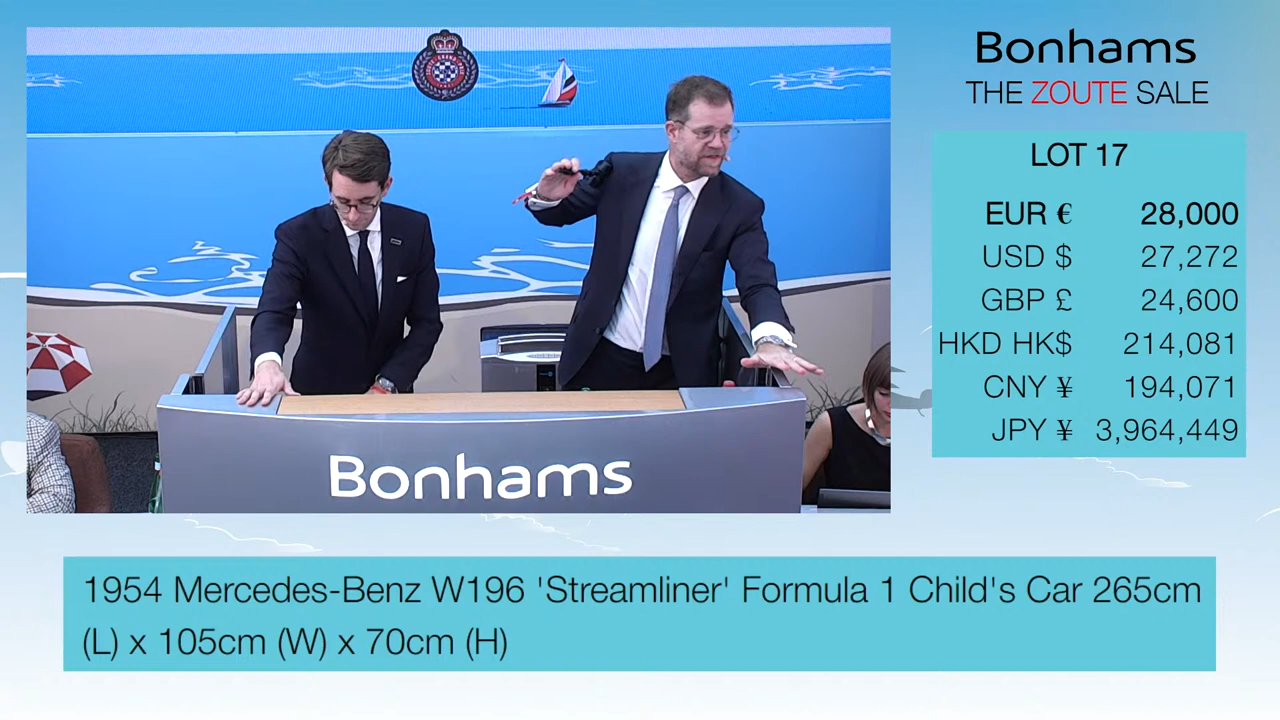 Bonhams
THE ZOUTE SALE
LOT 17
EUR € 28,000
USD $ 27,272
GBP £ 24,600
HKD HK$ 214,081
CNY ¥ 194,071
JPY ¥ 3,964,449
Bonhams
1954 Mercedes-Benz W196 'Streamliner' Formula 1 Child's Car 265cm
(L) x 105cm (W) x 70cm (H)